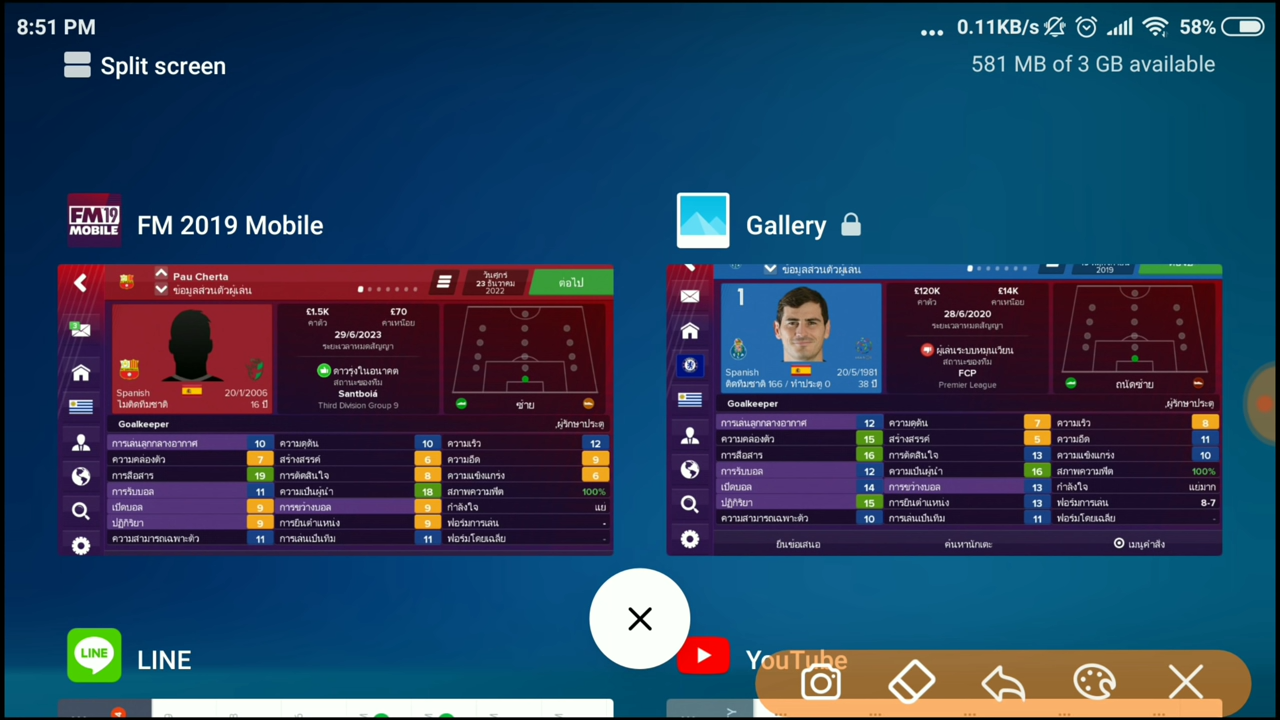 8:51 PM
0.11KB/s 58%
Split screen
581 MB of 3 GB available
FM19
MOBILE
FM 2019 Mobile
Gallery
Pau Cherta
ข้อมูลส่วนตัวผู้เล่น
วันศุกร์
23 ธันวาคม
2022
ต่อไป
£1.5K
ค่าตัว
£70
ค่าเหนื่อย
29/6/2023
ระยะเวลาหมดสัญญา
ดาวรุ่งในอนาคต
สถานะของทีม
Santboià
Third Division Group 9
Spanish
ไม่ติดทีมชาติ
20/1/2006
16 ปี
ซ้าย
Goalkeeper
ผู้รักษาประตู
การเล่นลูกกลางอากาศ 10 ความดุดัน 10 ความเร็ว 12
ความคล่องตัว 7 สร้างสรรค์ 6 ความอึด 9
การสื่อสาร 19 การตัดสินใจ 8 ความแข็งแกร่ง 6
การรับบอล 11 ความเป็นผู้นำ 18 สภาพความฟิต 100%
เปิดบอล 9 การขว้างบอล 9 กำลังใจ แย่
ปฏิกิริยา 9 การยืนตำแหน่ง 9 ฟอร์มการเล่น -
ความสามารถเฉพาะตัว 11 การเล่นเป็นทีม 11 ฟอร์มโดยเฉลี่ย -
ข้อมูลส่วนตัวผู้เล่น
2019
1
£120K
ค่าตัว
£14K
ค่าเหนื่อย
28/6/2020
ระยะเวลาหมดสัญญา
ผู้เล่นระบบหมุนเวียน
สถานะของทีม
FCP
Premier League
Spanish
ติดทีมชาติ 166 / ทำประตู 0
20/5/1981
38 ปี
ถนัดซ้าย
Goalkeeper
ผู้รักษาประตู
การเล่นลูกกลางอากาศ 12 ความดุดัน 7 ความเร็ว 8
ความคล่องตัว 15 สร้างสรรค์ 5 ความอึด 11
การสื่อสาร 16 การตัดสินใจ 13 ความแข็งแกร่ง 10
การรับบอล 12 ความเป็นผู้นำ 16 สภาพความฟิต 100%
เปิดบอล 14 การขว้างบอล 13 กำลังใจ แย่มาก
ปฏิกิริยา 15 การยืนตำแหน่ง 13 ฟอร์มการเล่น 8-7
ความสามารถเฉพาะตัว 10 การเล่นเป็นทีม 11 ฟอร์มโดยเฉลี่ย -
ยื่นข้อเสนอ
ค้นหานักเตะ
เมนูคำสั่ง
LINE
LINE
YouTube